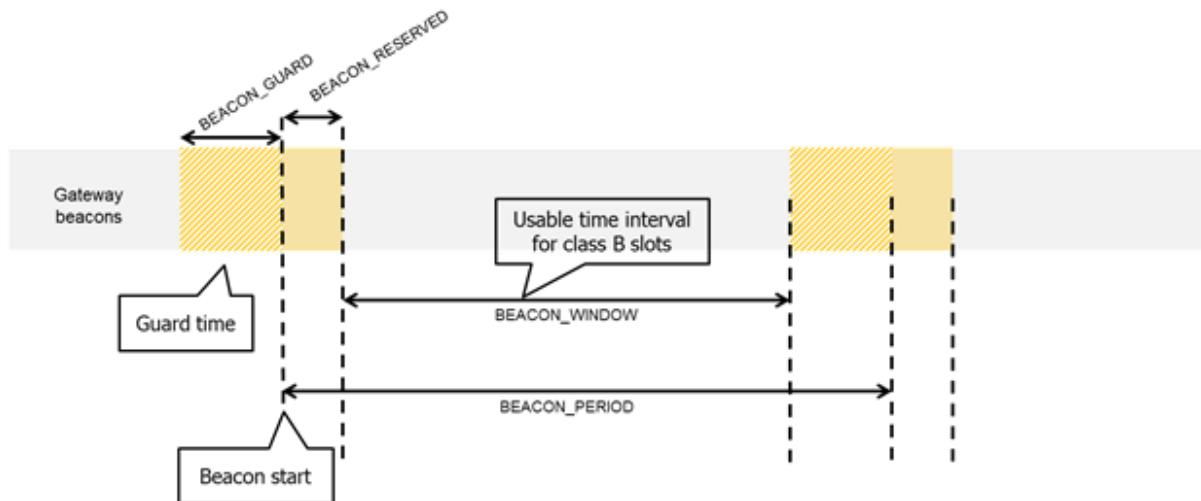 BEACON_GUARD
BEACON_RESERVED
Gateway
beacons
Usable time interval
for class B slots
Guard time
BEACON_WINDOW
BEACON_PERIOD
Beacon start